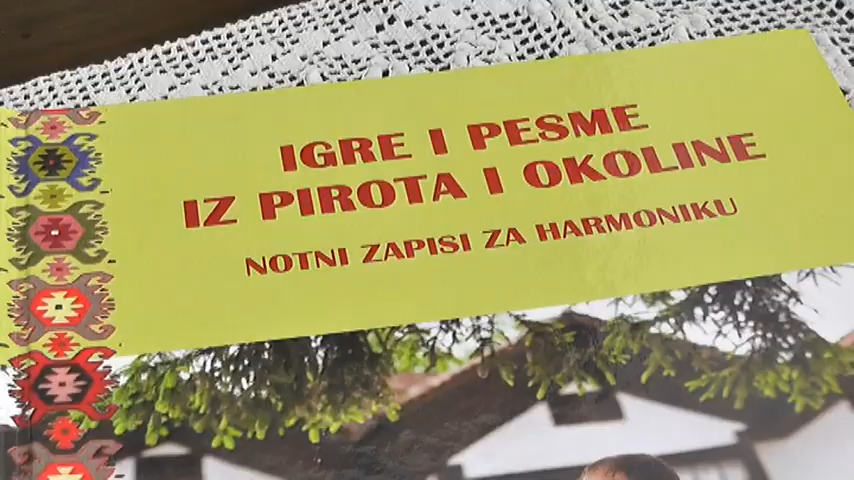 IGRE I PESME
IZ PIROTA I OKOLINE
NOTNI ZAPISI ZA HARMONIKU